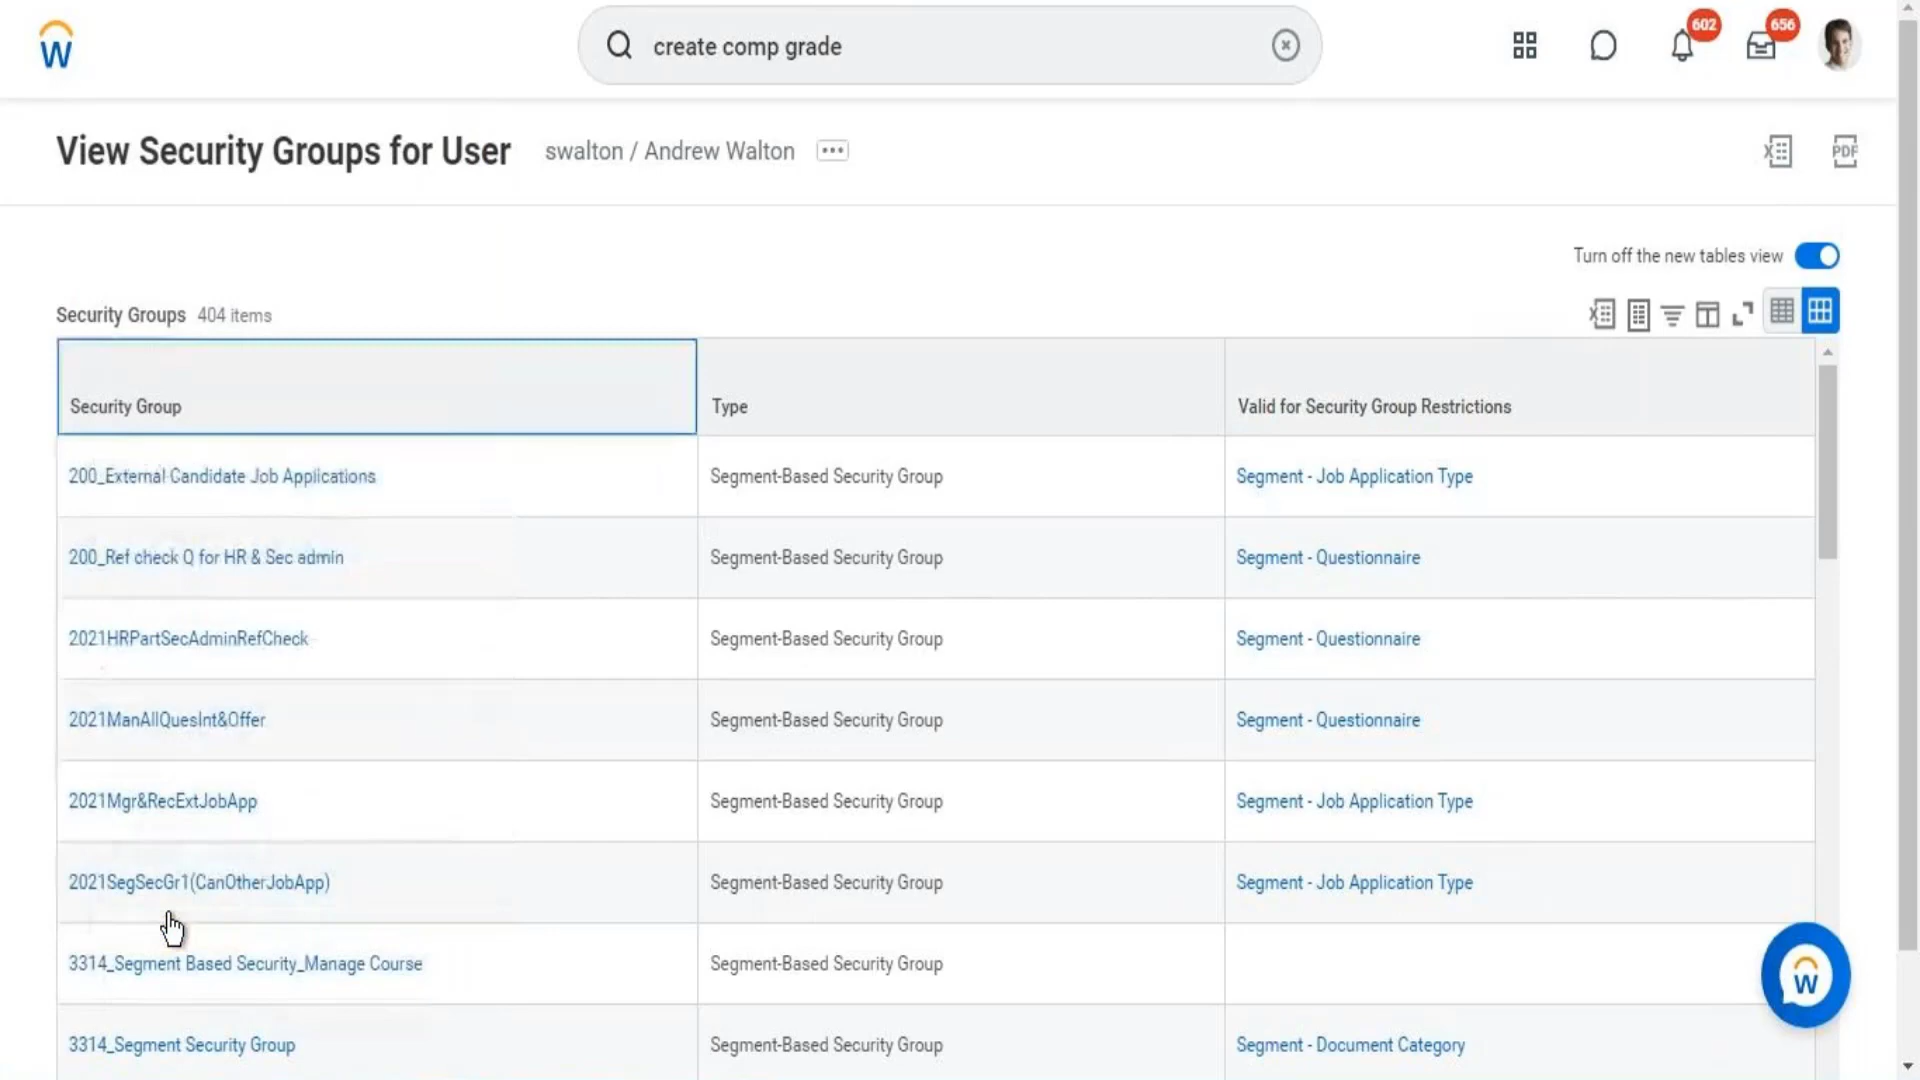 W
create comp grade
602
656
View Security Groups for User
swalton / Andrew Walton
PDF
Turn off the new tables view
Security Groups 404 items
Security Group Type Valid for Security Group Restrictions
200_External Candidate Job Applications Segment-Based Security Group Segment - Job Application Type
200_Ref check Q for HR & Sec admin Segment-Based Security Group Segment - Questionnaire
2021HRPartSecAdminRefCheck Segment-Based Security Group Segment - Questionnaire
2021ManAllQuesInt&Offer Segment-Based Security Group Segment - Questionnaire
2021Mgr&RecExtJobApp Segment-Based Security Group Segment - Job Application Type
2021SegSecGr1(CanOtherJobApp) Segment-Based Security Group Segment - Job Application Type
3314_Segment Based Security_Manage Course Segment-Based Security Group
W
3314_Segment Security Group Segment-Based Security Group Segment - Document Category